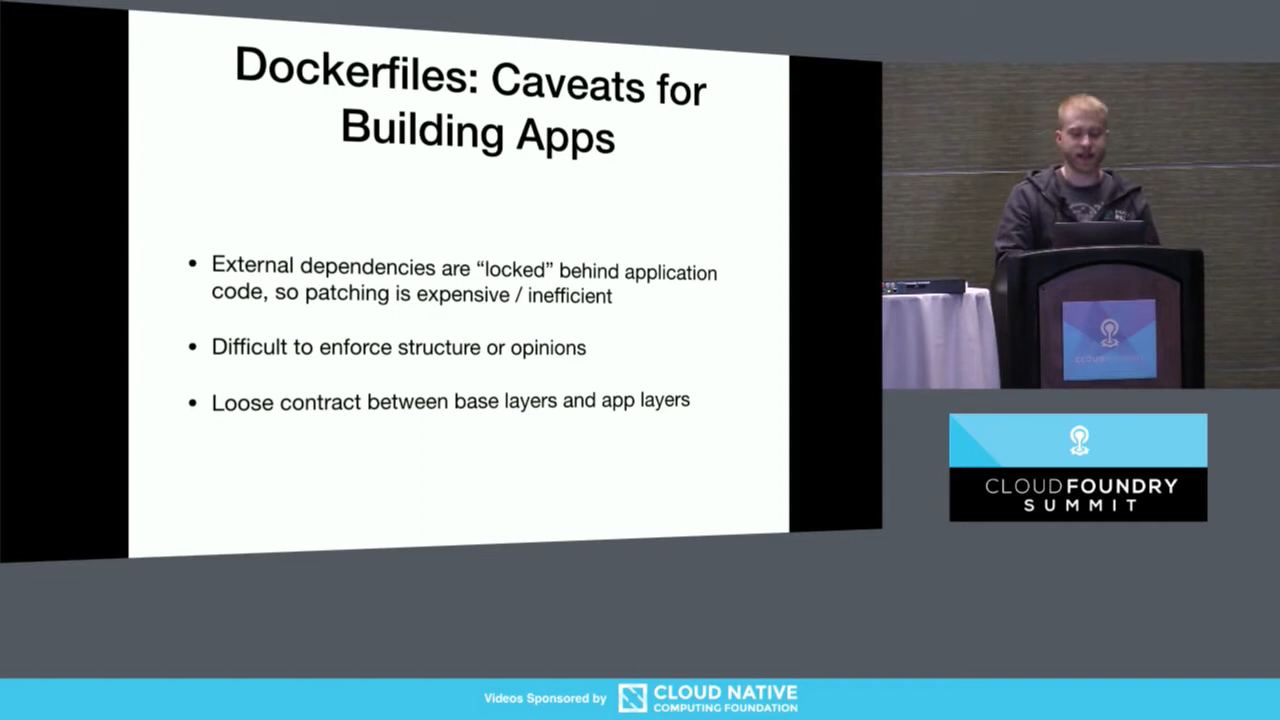 Dockerfiles: Caveats for
Building Apps
• External dependencies are “locked” behind application
code, so patching is expensive / inefficient
• Difficult to enforce structure or opinions
• Loose contract between base layers and app layers
CLOUDFOUNDRY
CLOUDFOUNDRY
SUMMIT
Videos Sponsored by
CLOUD NATIVE
COMPUTING FOUNDATION